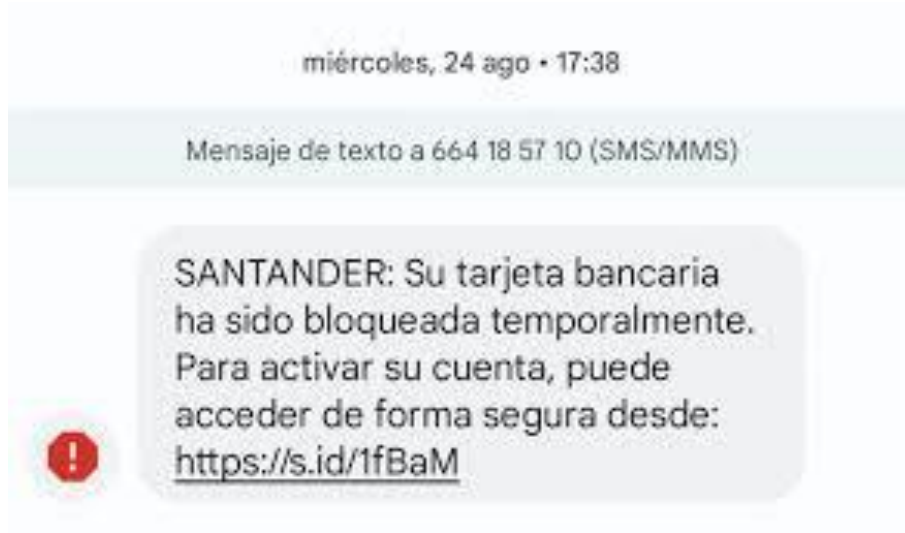 miércoles, 24 ago • 17:38
Mensaje de texto a 664 18 57 10 (SMS/MMS)
SANTANDER: Su tarjeta bancaria
ha sido bloqueada temporalmente.
Para activar su cuenta, puede
acceder de forma segura desde:
https://s.id/1fBaM